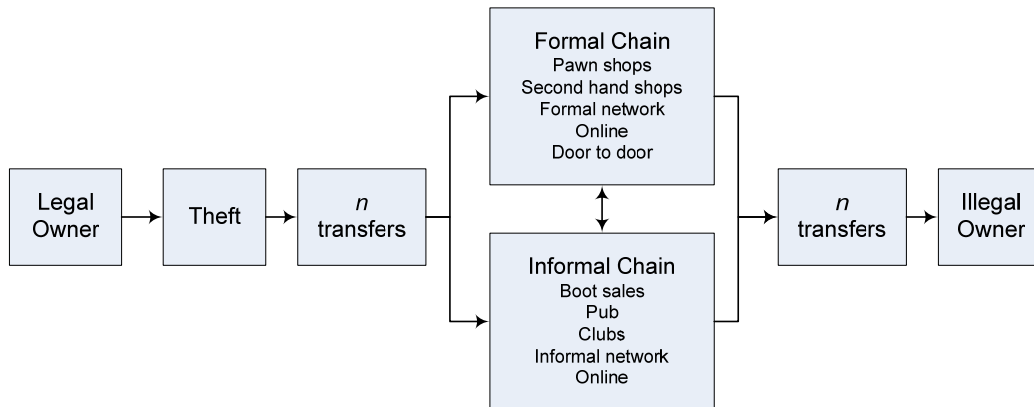 Legal
Owner
Theft
n
transfers
Formal Chain
Pawn shops
Second hand shops
Formal network
Online
Door to door
Informal Chain
Boot sales
Pub
Clubs
Informal network
Online
n
transfers
Illegal
Owner